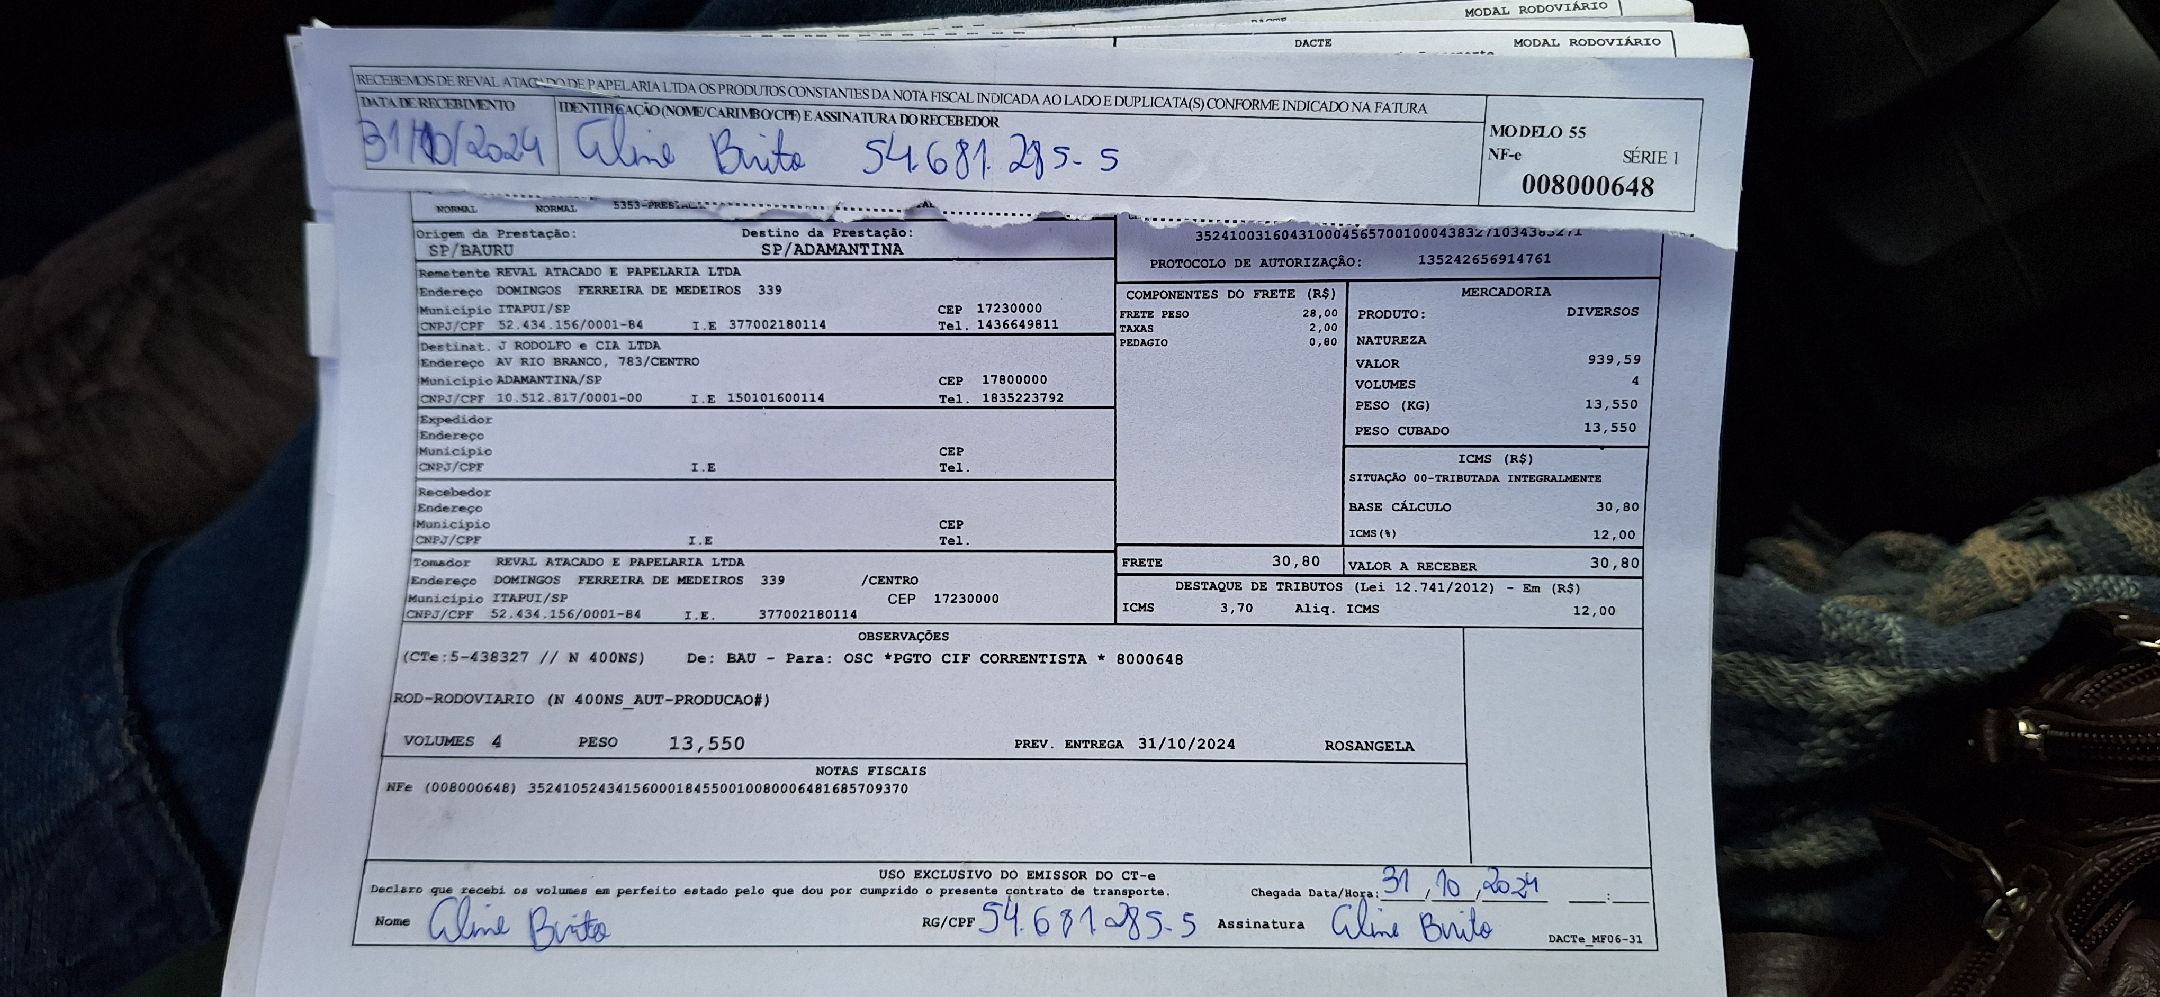 MODAL RODOVIÁRIO
DACTE MODAL RODOVIÁRIO
RECEBEMOS DE REVAL ATACADO DE PAPELARIA LTDA OS PRODUTOS CONSTANTES DA NOTA FISCAL INDICADA AO LADO E DUPLICATA(S) CONFORME INDICADO NA FATURA
DATA DE RECEBIMENTO
31/10/2024
IDENTIFICAÇÃO (NOME/CARIMBO/CPF) E ASSINATURA DO RECEBEDOR
Aline Brito 54.681.285-5
MODELO 55
NF-e SÉRIE 1
008000648
NORMAL NORMAL
Origem da Prestação: Destino da Prestação:
SP/BAURU SP/ADAMANTINA
PROTOCOLO DE AUTORIZAÇÃO: 135242656914761
Remetente REVAL ATACADO E PAPELARIA LTDA
Endereço DOMINGOS FERREIRA DE MEDEIROS 339
Município ITAPUI/SP CEP 17230000
CNPJ/CPF 52.434.156/0001-84 I.E 377002180114 Tel. 1436649811
Destinat. J RODOLFO e CIA LTDA
Endereço AV RIO BRANCO, 783/CENTRO
Município ADAMANTINA/SP CEP 17800000
CNPJ/CPF 10.512.817/0001-00 I.E 150101600114 Tel. 1835223792
Expedidor
Endereço
Município CEP
CNPJ/CPF I.E Tel.
Recebedor
Endereço
Município CEP
CNPJ/CPF I.E Tel.
Tomador REVAL ATACADO E PAPELARIA LTDA
Endereço DOMINGOS FERREIRA DE MEDEIROS 339 /CENTRO
Município ITAPUI/SP CEP 17230000
CNPJ/CPF 52.434.156/0001-84 I.E. 377002180114
COMPONENTES DO FRETE (R$)
FRETE PESO 28,00
TAXAS 2,00
PEDAGIO 0,80
MERCADORIA
PRODUTO: DIVERSOS
NATUREZA
VALOR 939,59
VOLUMES 4
PESO (KG) 13,550
PESO CUBADO 13,550
ICMS (R$)
SITUAÇÃO 00-TRIBUTADA INTEGRALMENTE
BASE CÁLCULO 30,80
ICMS(%) 12,00
FRETE 30,80 VALOR A RECEBER 30,80
DESTAQUE DE TRIBUTOS (Lei 12.741/2012) - Em (R$)
ICMS 3,70 Aliq. ICMS 12,00
OBSERVAÇÕES
(CTe:5-438327 // N 400NS) De: BAU - Para: OSC *PGTO CIF CORRENTISTA * 8000648
ROD-RODOVIARIO (N 400NS_AUT-PRODUCAO#)
VOLUMES 4 PESO 13,550 PREV. ENTREGA 31/10/2024 ROSANGELA
NOTAS FISCAIS
NFe (008000648) 35241052434156000184550010080006481685709370
USO EXCLUSIVO DO EMISSOR DO CT-e
Declaro que recebi os volumes em perfeito estado pelo que dou por cumprido o presente contrato de transporte. Chegada Data/Hora: 31/10/2024 __:__
Nome Aline Brito RG/CPF 54.681.285-5 Assinatura Aline Brito
DACTe_MF06-31